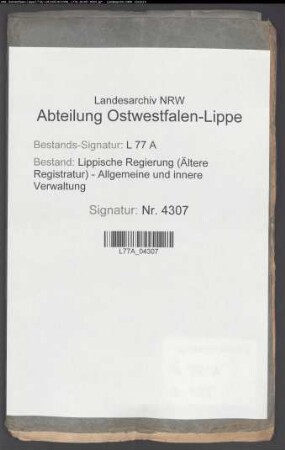 Landesarchiv NRW
Abteilung Ostwestfalen-Lippe
Bestands-Signatur: L 77 A
Bestand: Lippische Regierung (Ältere
Registratur) - Allgemeine und innere
Verwaltung
Signatur: Nr. 4307
L77A_04307